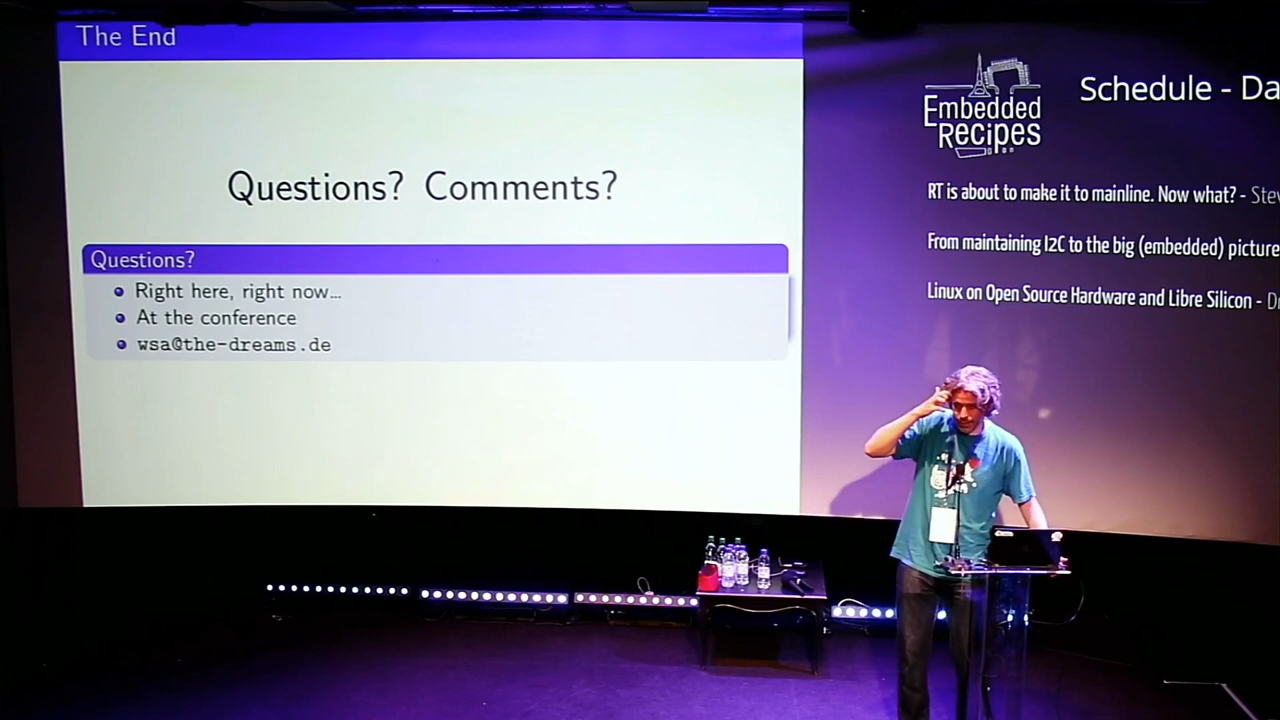 The End
Questions? Comments?
Questions?
Right here, right now...
At the conference
wsa@the-dreams.de
Embedded
Recipes
Schedule - Da
RT is about to make it to mainline. Now what? - Stev
From maintaining I2C to the big (embedded) picture
Linux on Open Source Hardware and Libre Silicon - Dr